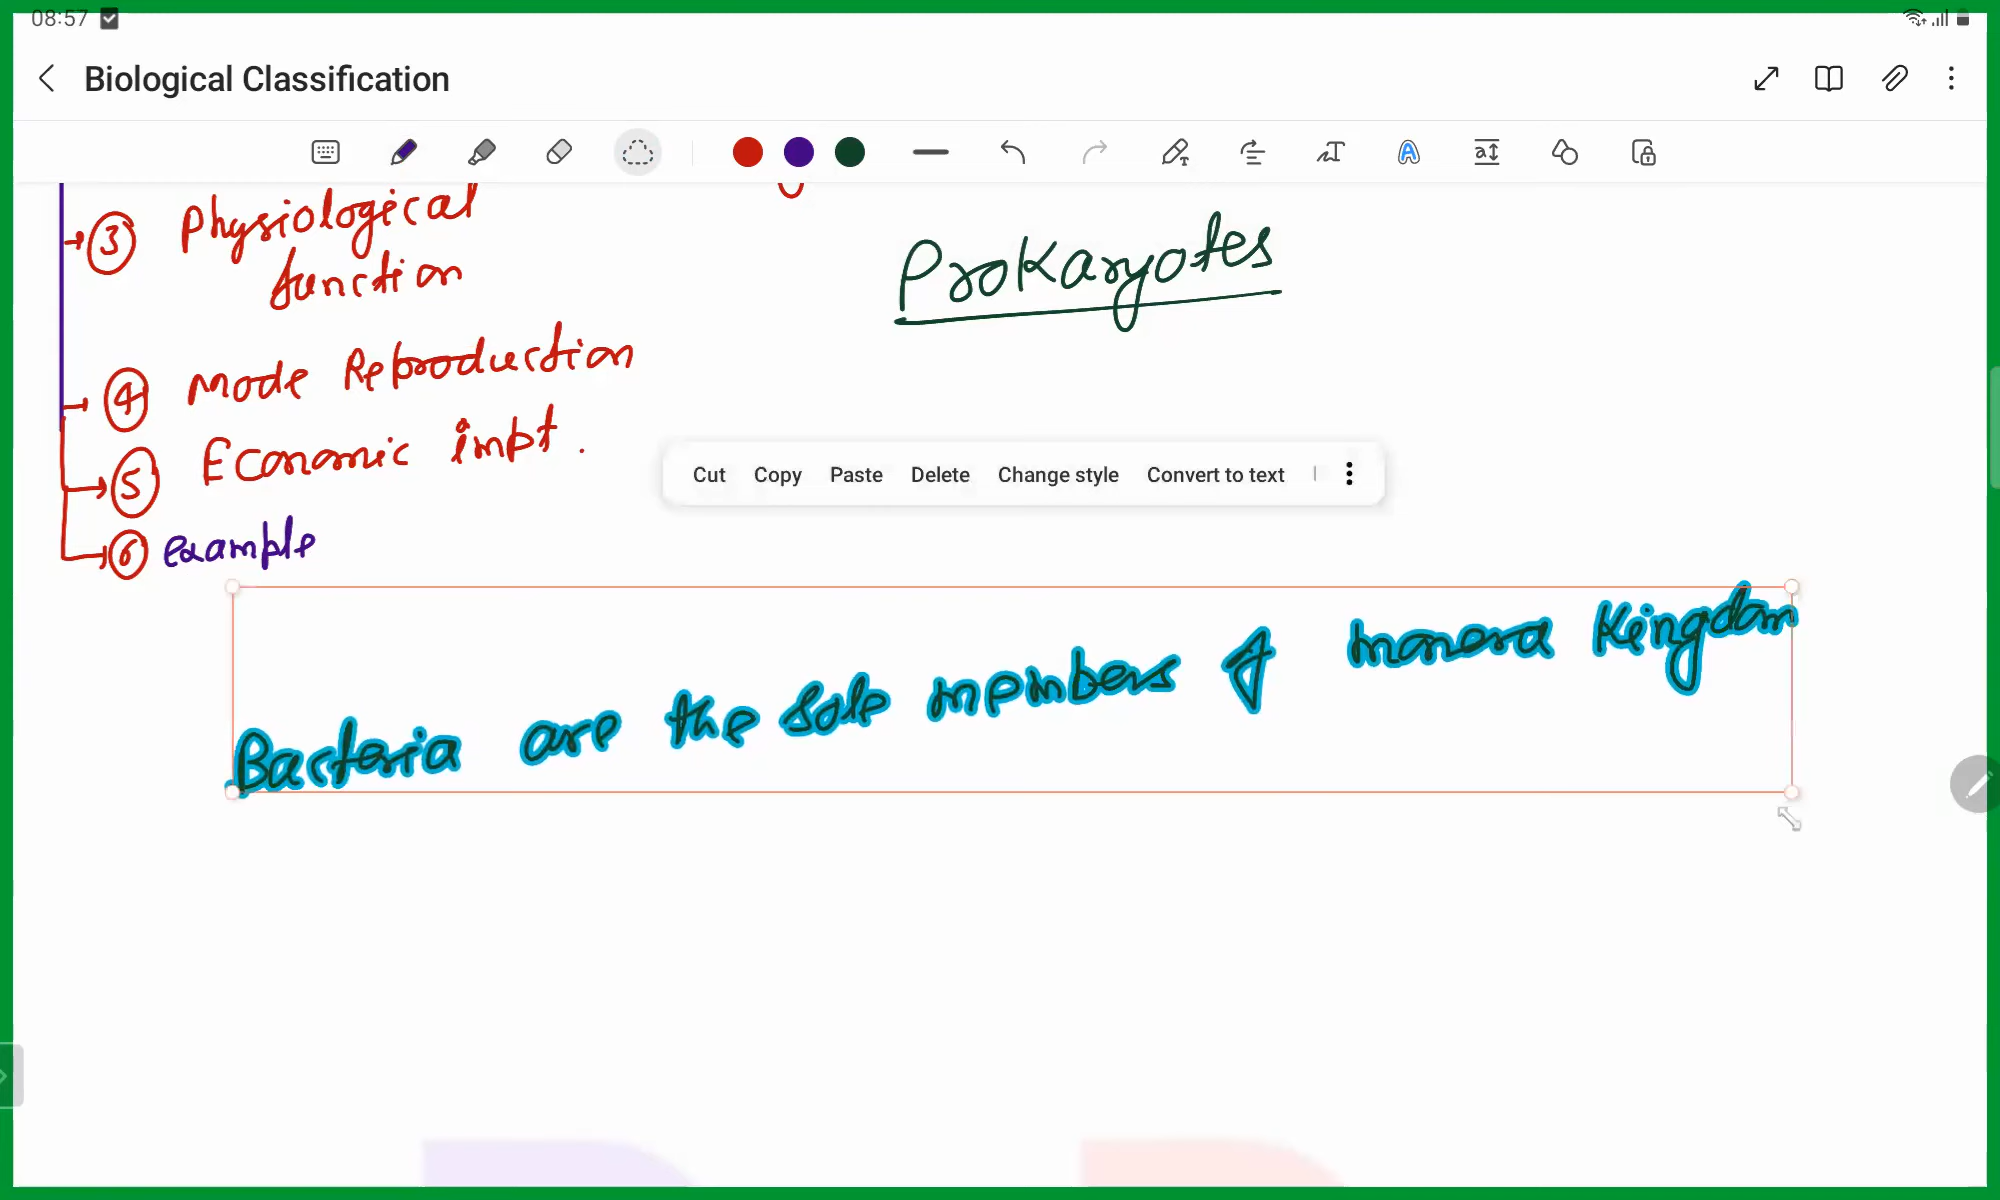 08:57
Biological Classification
3 Physiological
function
Prokaryotes
4 Mode Reproduction
5 Economic impt.
Cut Copy Paste Delete Change style Convert to text
6 example
Bacteria are the sole members of monera Kingdom